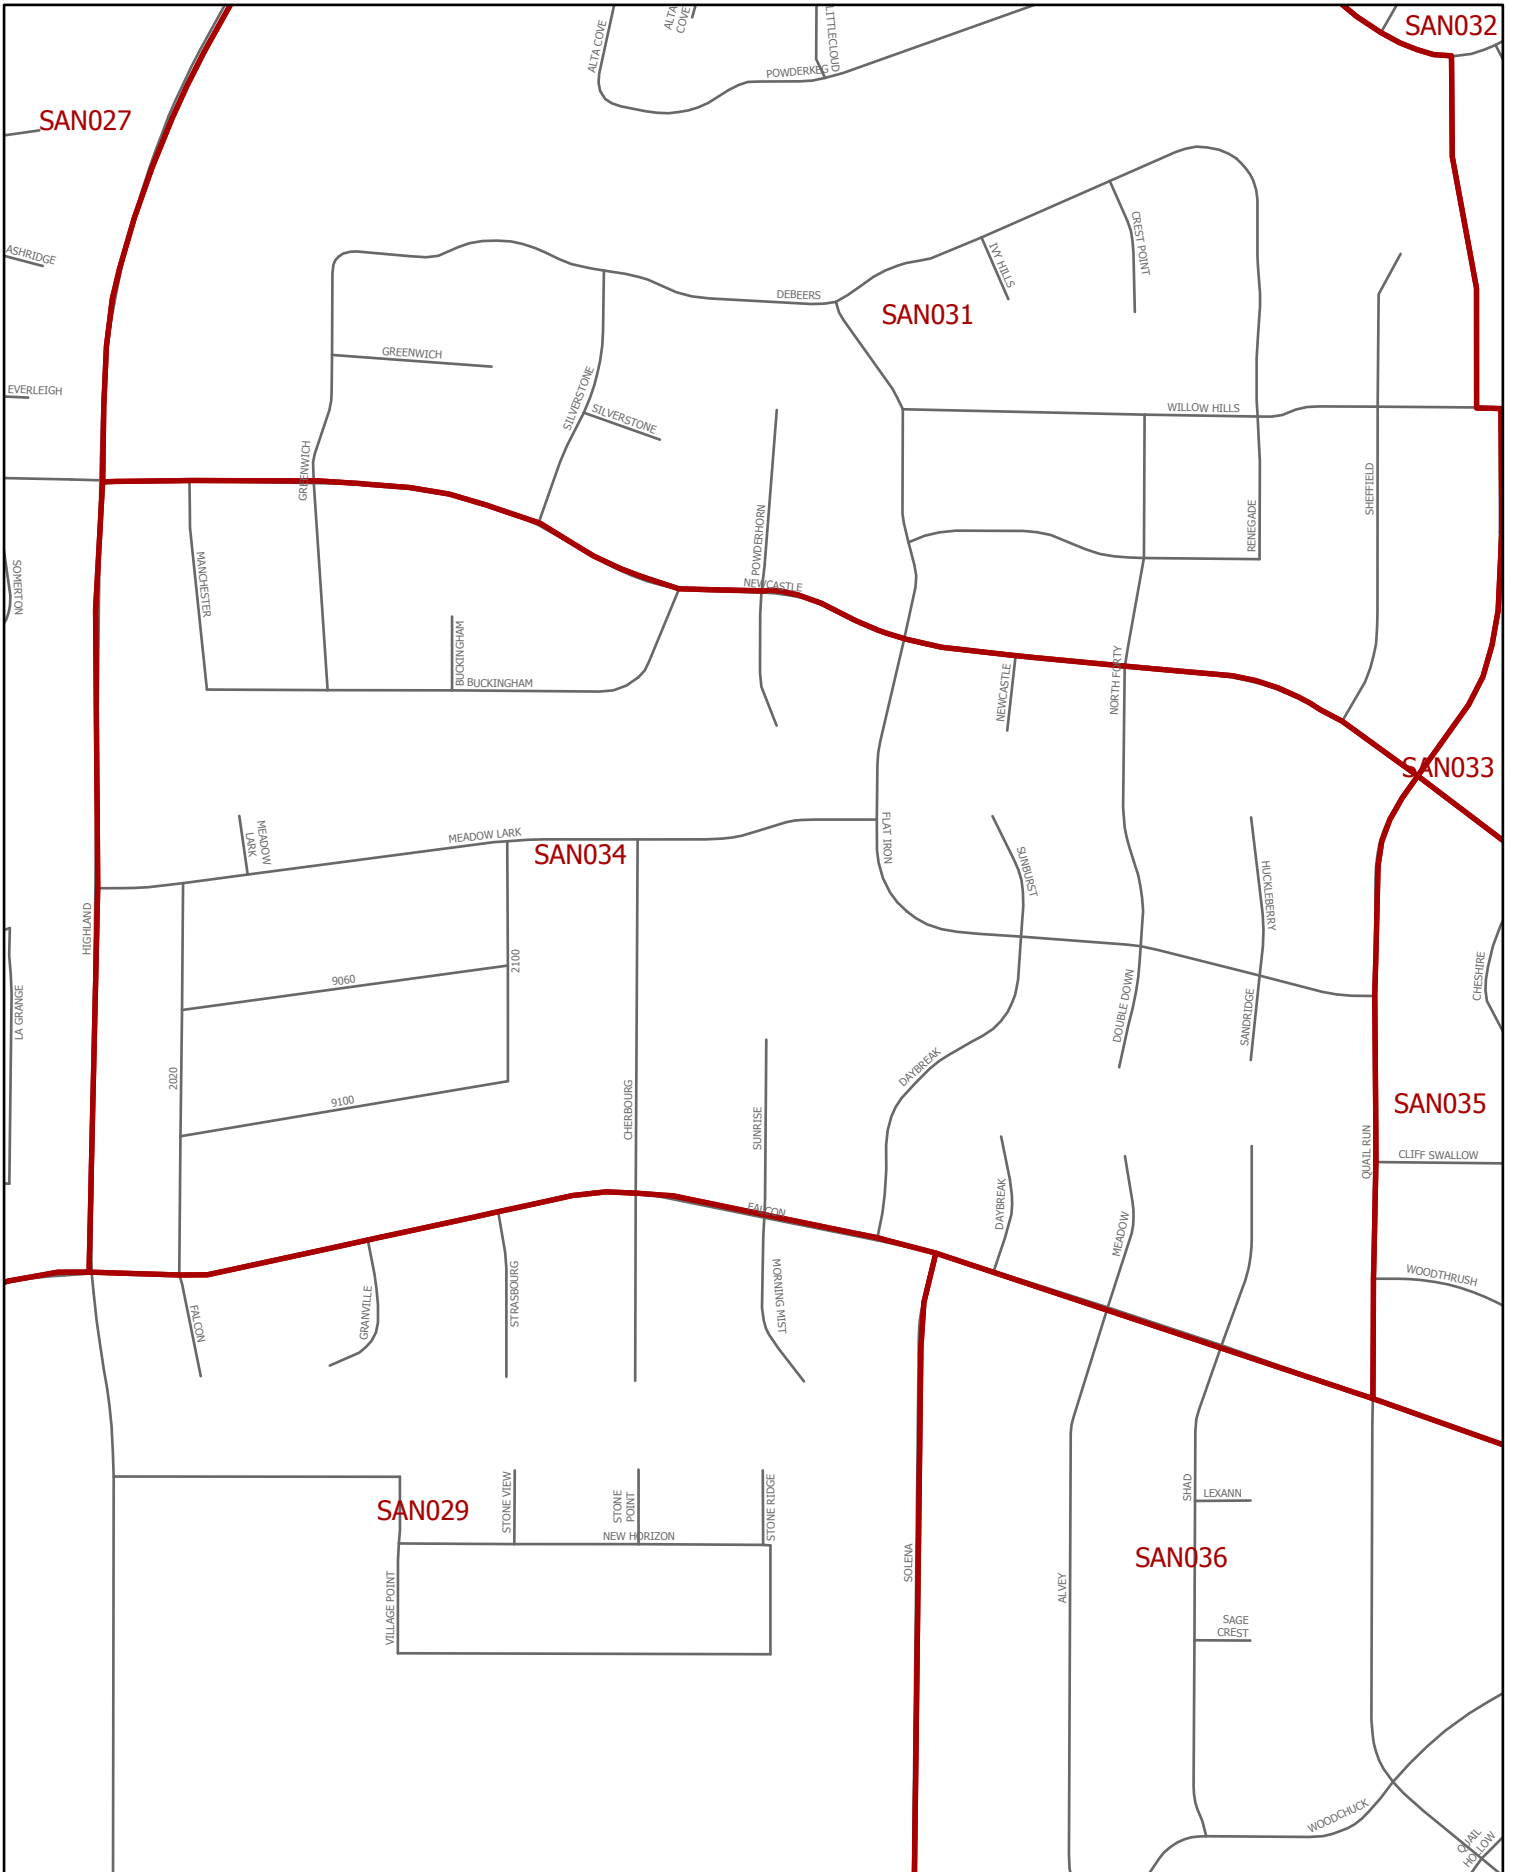 SAN032
ALTA COVE
ALTA
COVE
LITTLECLOUD
POWDERKEG
SAN027
ASHRIDGE
CREST POINT
IVY HILLS
DEBEERS
SAN031
GREENWICH
EVERLEIGH
SILVERSTONE
SILVERSTONE
WILLOW HILLS
GREENWICH
SHEFFIELD
RENEGADE
POWDERHORN
NEWCASTLE
SOMERTON
MANCHESTER
BUCKINGHAM
BUCKINGHAM
NEWCASTLE
NORTH FORTY
SAN033
MEADOW
LARK
MEADOW LARK
SAN034
FLAT IRON
SUNBURST
HUCKLEBERRY
HIGHLAND
2100
9060
CHESHIRE
LA GRANGE
DOUBLE DOWN
SANDRIDGE
DAYBREAK
2020
9100
CHERBOURG
SUNRISE
SAN035
QUAIL RUN
CLIFF SWALLOW
FALCON
DAYBREAK
MEADOW
WOODTHRUSH
FALCON
GRANVILLE
STRASBOURG
MORNING MIST
STONE VIEW
STONE
POINT
STONE RIDGE
SHAD
LEXANN
SAN029
NEW HORIZON
SAN036
SOLENA
ALVEY
VILLAGE POINT
SAGE
CREST
WOODCHUCK
QUAIL
HOLLOW